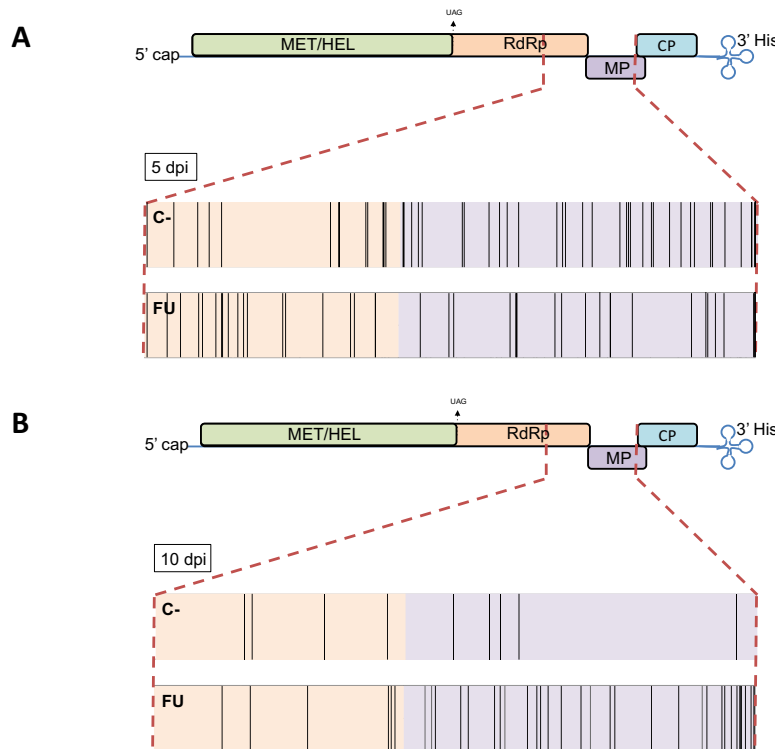 A
UAG
5' cap
MET/HEL
RdRp
MP
CP
3' His
5 dpi
C-
FU
B
UAG
5' cap
MET/HEL
RdRp
MP
CP
3' His
10 dpi
C-
FU